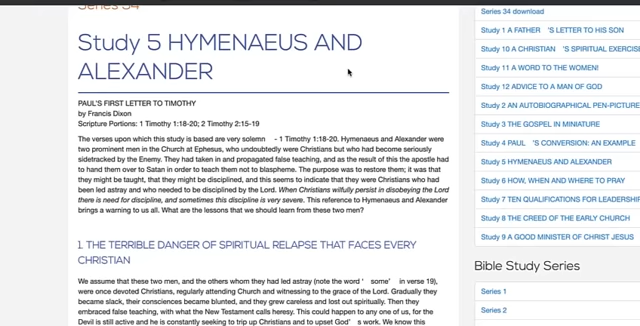 Series 34
Study 5 HYMENAEUS AND
ALEXANDER
PAUL'S FIRST LETTER TO TIMOTHY
by Francis Dixon
Scripture Portions: 1 Timothy 1:18-20; 2 Timothy 2:15-19
The verses upon which this study is based are very solemn - 1 Timothy 1:18-20. Hymenaeus and Alexander were
two prominent men in the Church at Ephesus, who undoubtedly were Christians but who had become seriously
sidetracked by the Enemy. They had taken in and propagated false teaching, and as the result of this the apostle had
to hand them over to Satan in order to teach them not to blaspheme. The purpose was to restore them; it was that
they might be taught, that they might be disciplined, and this seems to indicate that they were Christians who had
been led astray and who needed to be disciplined by the Lord. When Christians wilfully persist in disobeying the Lord
there is need for discipline, and sometimes this discipline is very severe. This reference to Hymenaeus and Alexander
brings a warning to us all. What are the lessons that we should learn from these two men?
1. THE TERRIBLE DANGER OF SPIRITUAL RELAPSE THAT FACES EVERY
CHRISTIAN
We assume that these two men, and the others whom they had led astray (note the word ' some' in verse 19),
were once devoted Christians, regularly attending Church and witnessing to the grace of the Lord. Gradually they
became slack, their consciences became blunted, and they grew careless and lost out spiritually. Then they
embraced false teaching, with what the New Testament calls heresy. This could happen to any one of us, for the
Devil is still active and he is constantly seeking to trip up Christians and to upset God' s work. We know this
Series 34 download
Study 1 A FATHER 'S LETTER TO HIS SON
Study 10 A CHRISTIAN 'S SPIRITUAL EXERCISE
Study 11 A WORD TO THE WOMEN!
Study 12 ADVICE TO A MAN OF GOD
Study 2 AN AUTOBIOGRAPHICAL PEN-PICTURE
Study 3 THE GOSPEL IN MINIATURE
Study 4 PAUL 'S CONVERSION: AN EXAMPLE
Study 5 HYMENAEUS AND ALEXANDER
Study 6 HOW, WHEN AND WHERE TO PRAY
Study 7 TEN QUALIFICATIONS FOR LEADERSHI
Study 8 THE CREED OF THE EARLY CHURCH
Study 9 A GOOD MINISTER OF CHRIST JESUS
Bible Study Series
Series 1
Series 2